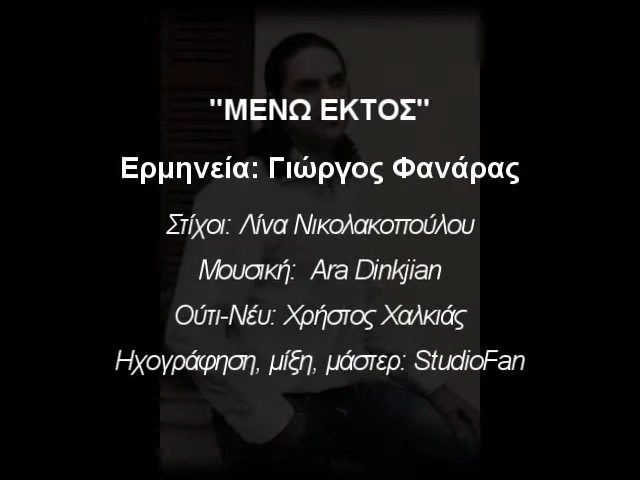 "ΜΕΝΩ ΕΚΤΟΣ"
Ερμηνεία: Γιώργος Φανάρας
Στίχοι: Λίνα Νικολακοπούλου
Μουσική: Ara Dinkjian
Ούτι-Νέυ: Χρήστος Χαλκιάς
Ηχογράφηση, μίξη, μάστερ: StudioFan